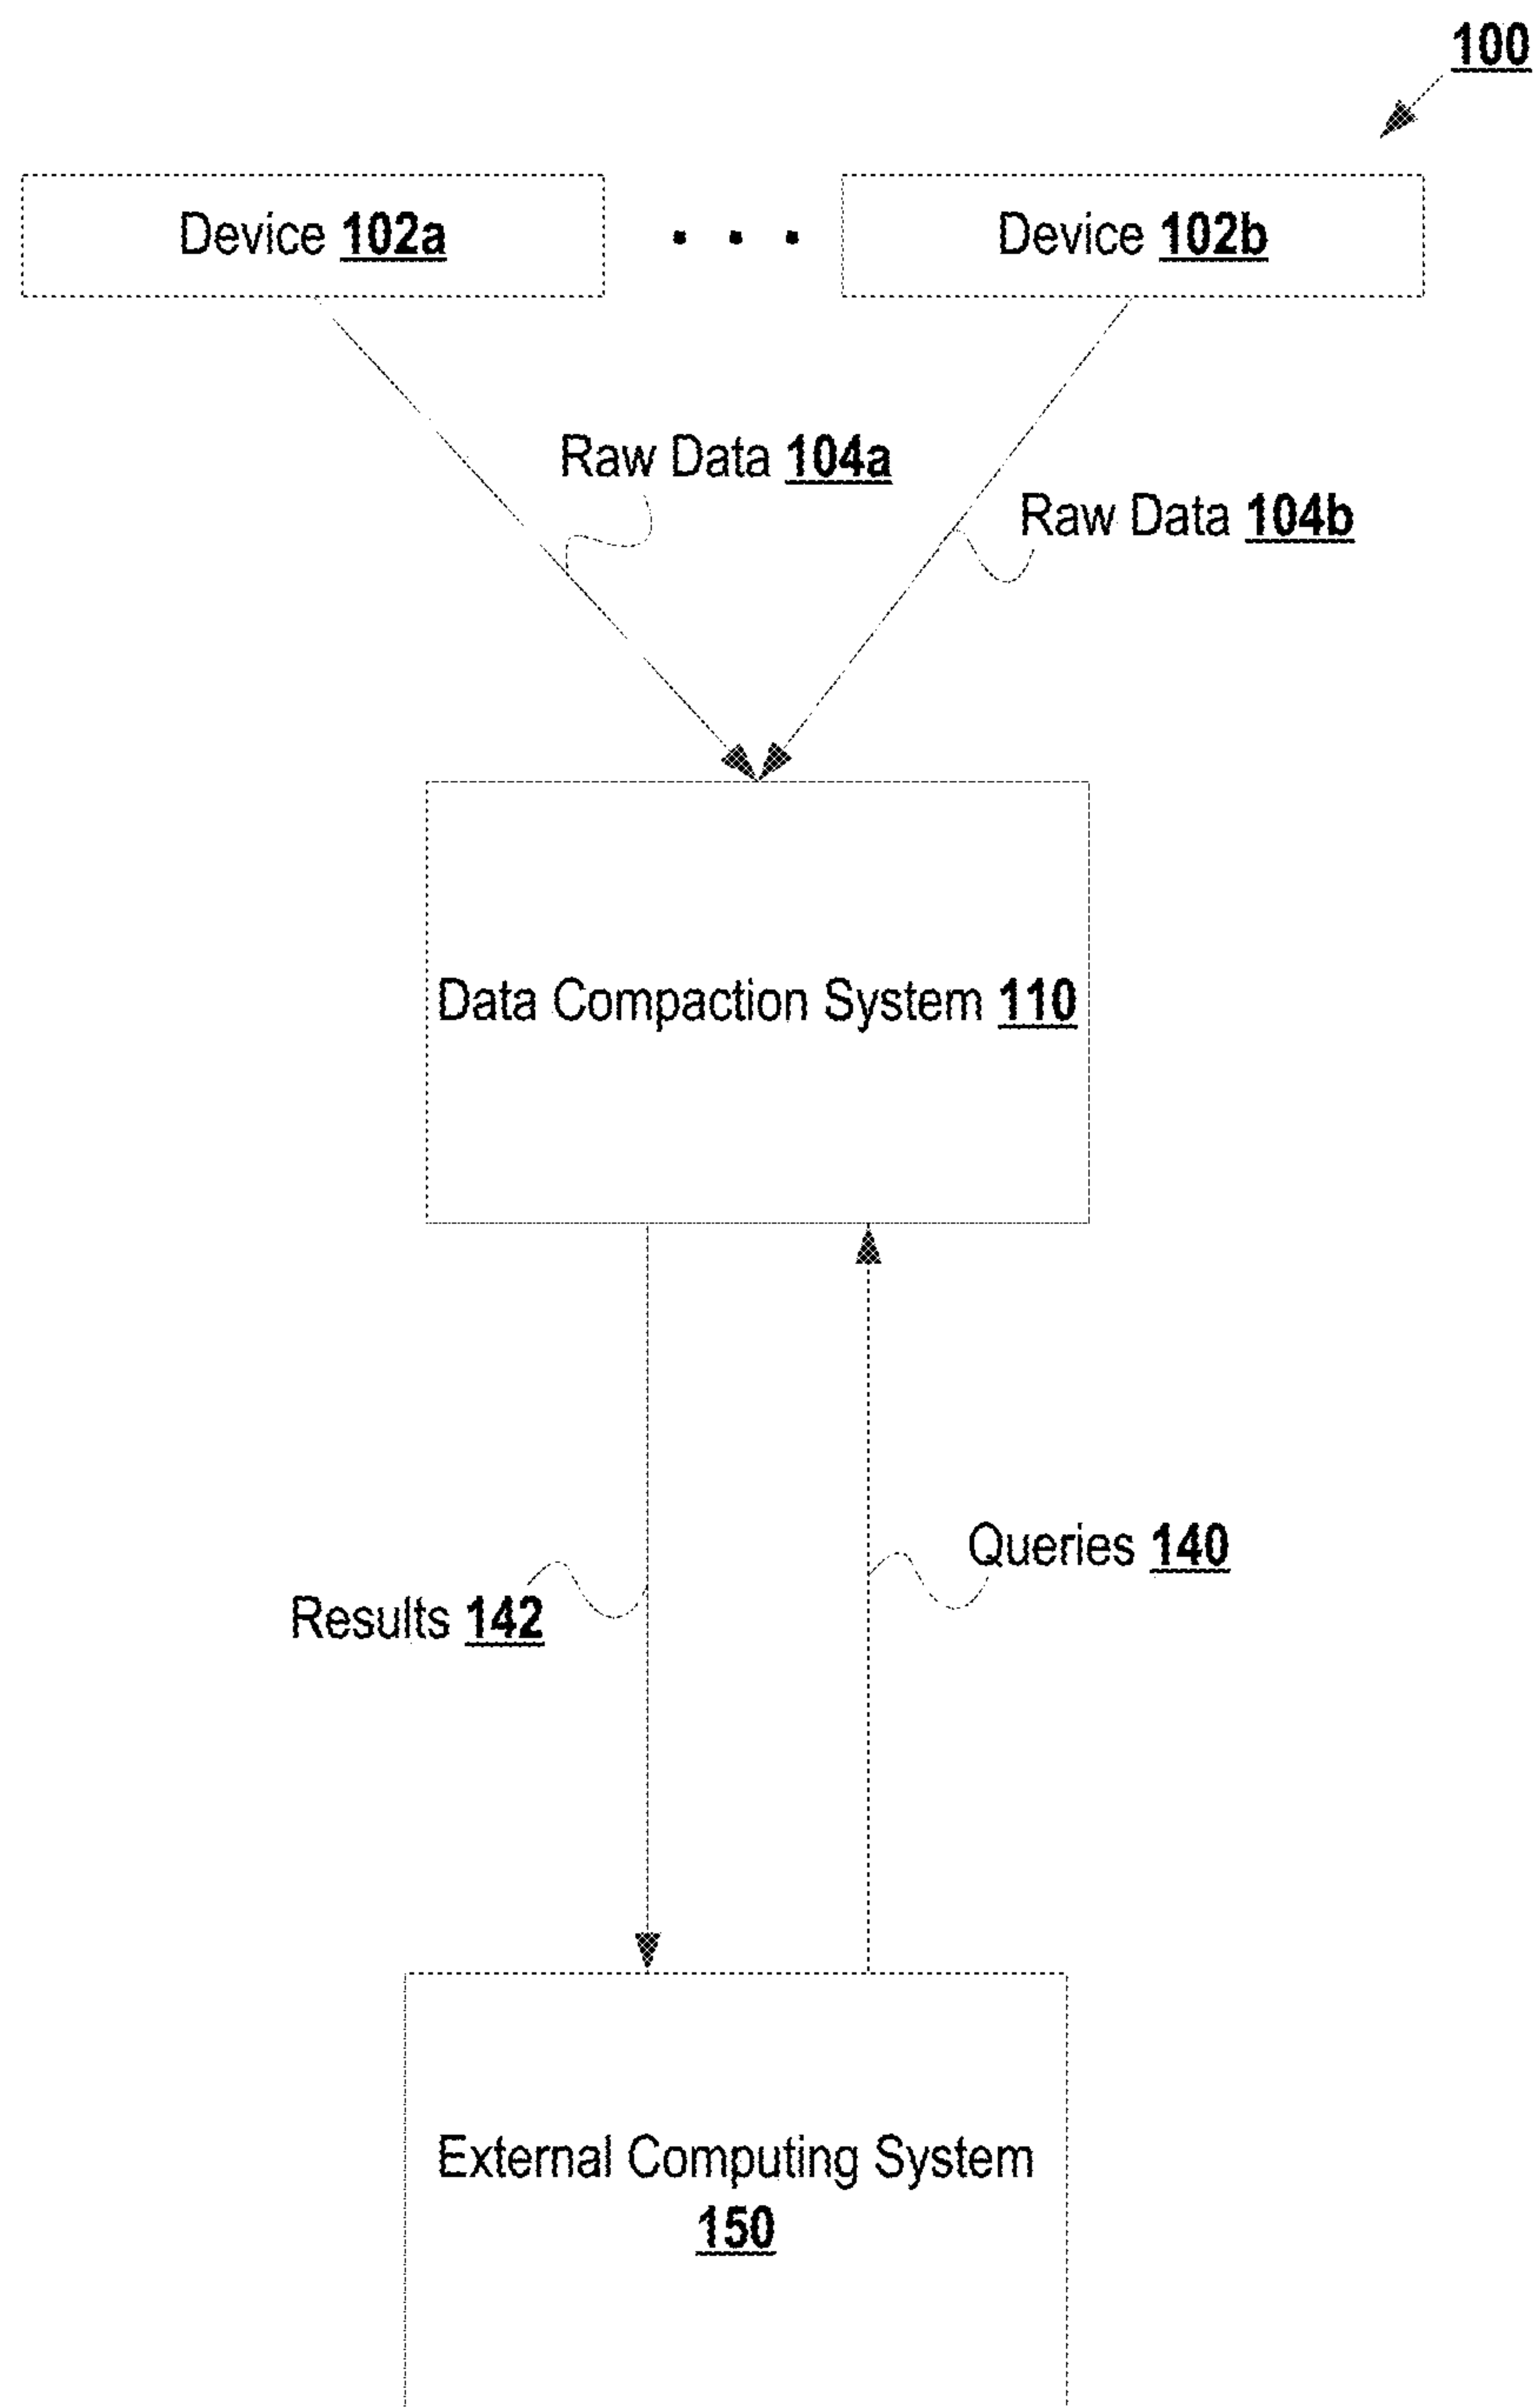 100
Device 102a
Device 102b
Raw Data 104a
Raw Data 104b
Data Compaction System 110
Queries 140
Results 142
External Computing System
150